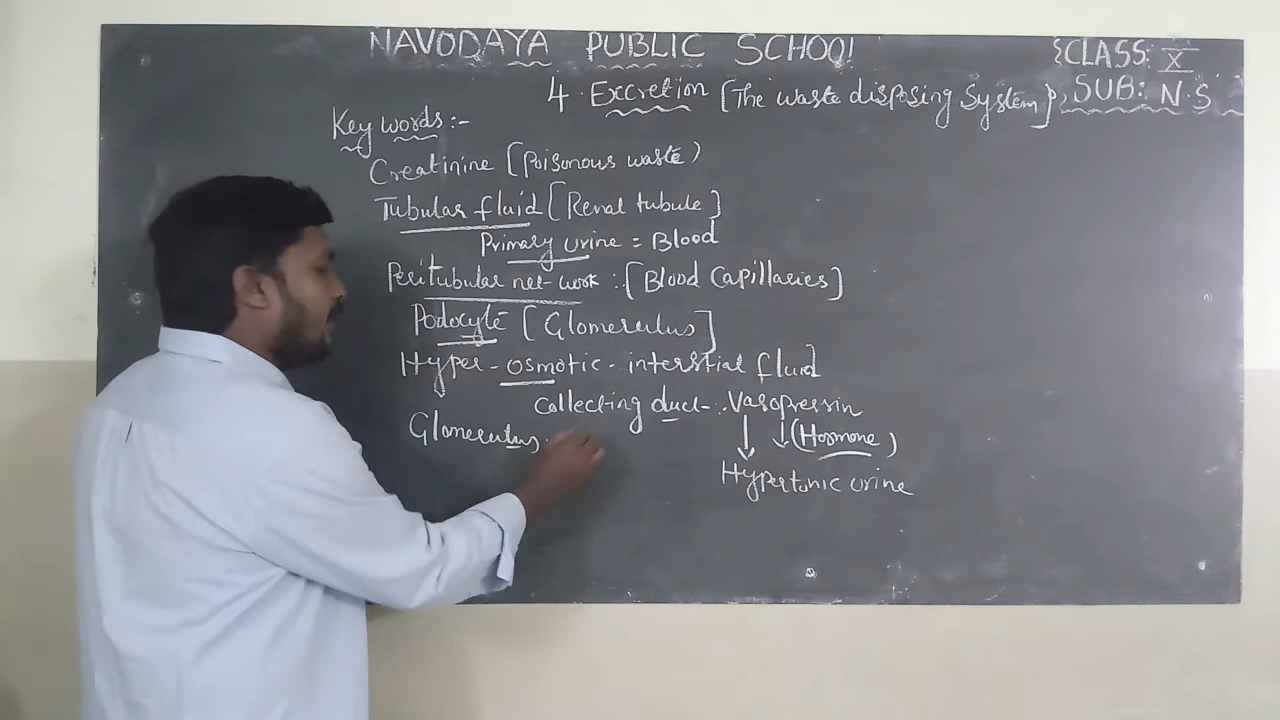 NAVODAYA PUBLIC SCHOOL
{CLASS: X
SUB: N.S
4. Excretion [The waste disposing System},
Key words:-
Creatinine [Poisonous waste)
Tubular fluid [Renal tubule]
Primary urine = Blood
Peritubular net-work :[Blood Capillaries]
Podocyte [Glomerulus]
Hyper-osmotic-interstial fluid
Collecting duct-: Vasopressin
↓ ↓(Hormone)
Glomerulus.
Hypertonic urine